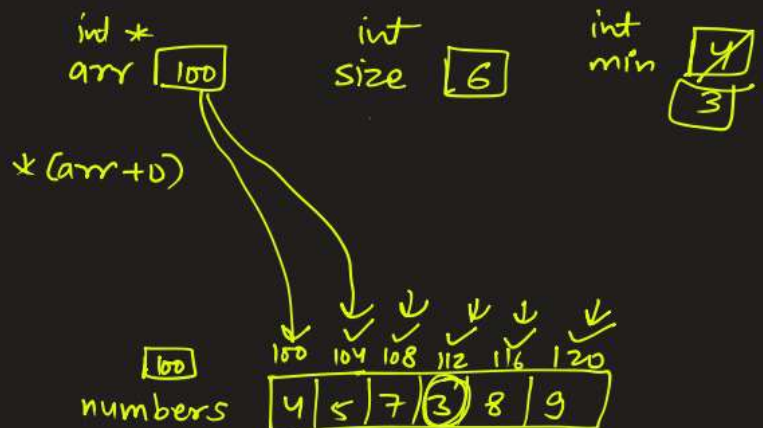 int * int int
arr 100 size 6 min 4
3
*(arr+0)
100 100 104 108 112 116 120
numbers 4 5 7 3 8 9